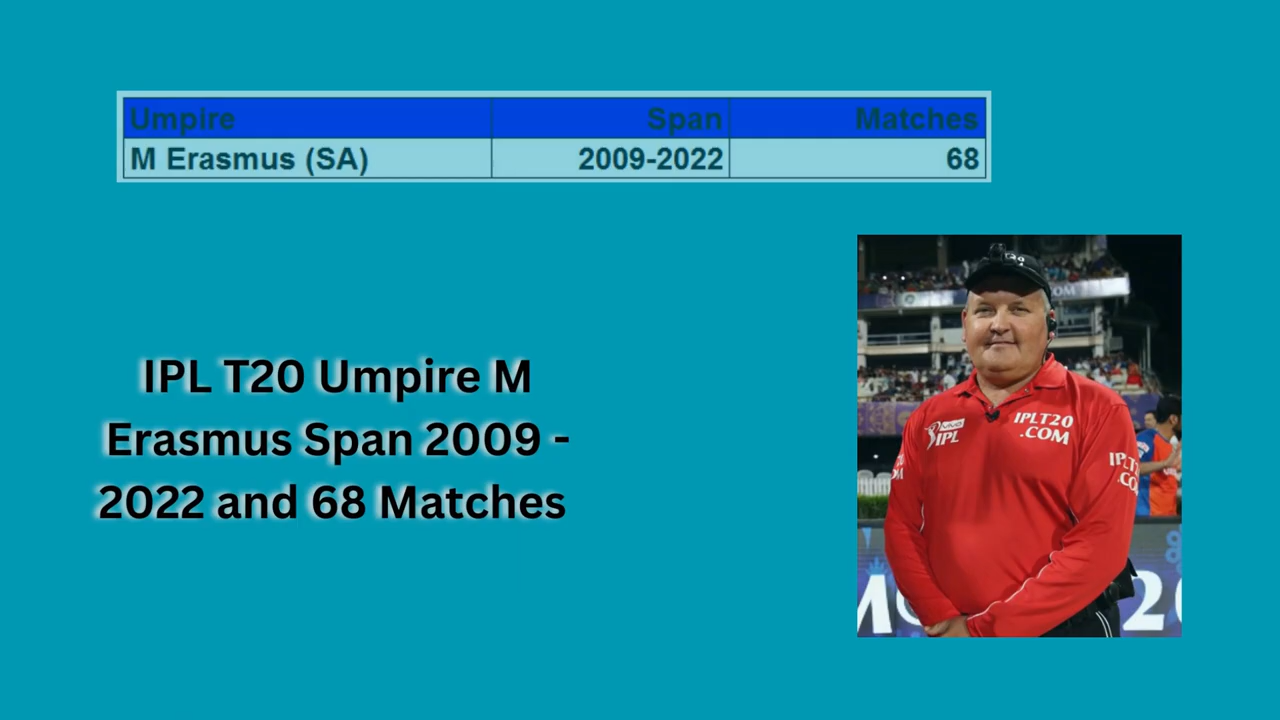 Umpire Span Matches
M Erasmus (SA) 2009-2022 68
IPL T20 Umpire M
Erasmus Span 2009 -
2022 and 68 Matches
VIVO
IPL
IPLT20
.COM